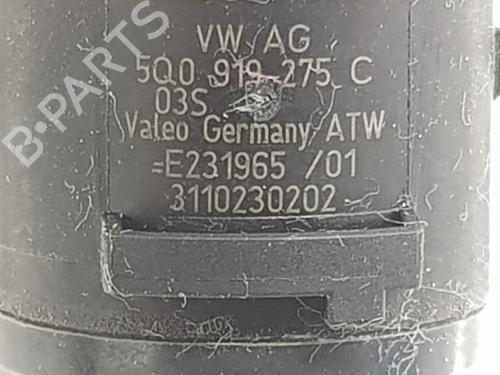 VW AG
5Q0 919 275 C
03S
Valeo Germany ATW
=E231965 /01
3110230202
B-PARTS